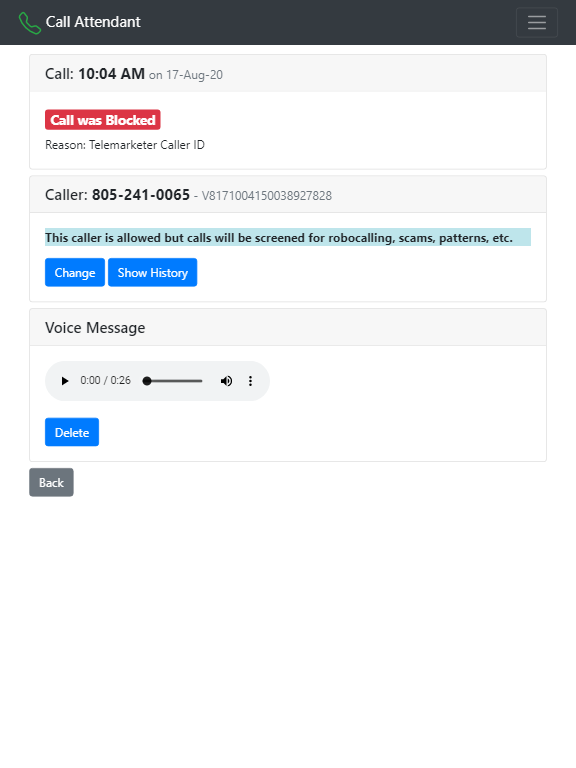 Call Attendant
Call: 10:04 AM on 17-Aug-20
Call was Blocked
Reason: Telemarketer Caller ID
Caller: 805-241-0065 - V8171004150038927828
This caller is allowed but calls will be screened for robocalling, scams, patterns, etc.
Change Show History
Voice Message
0:00 / 0:26
Delete
Back